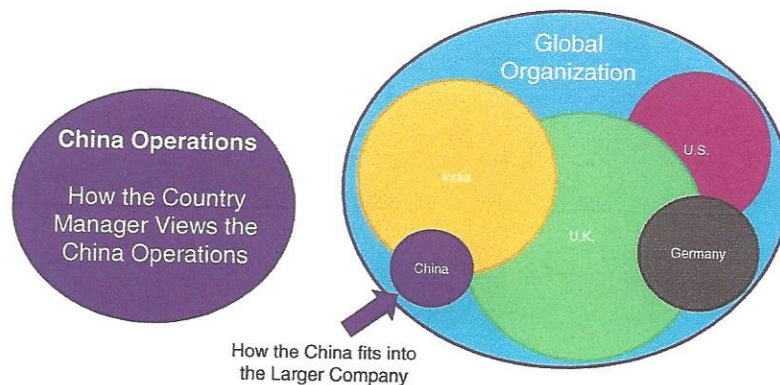 China Operations
How the Country
Manager Views the
China Operations
Global
Organization
India
U.S.
U.K.
China
Germany
How the China fits into
the Larger Company